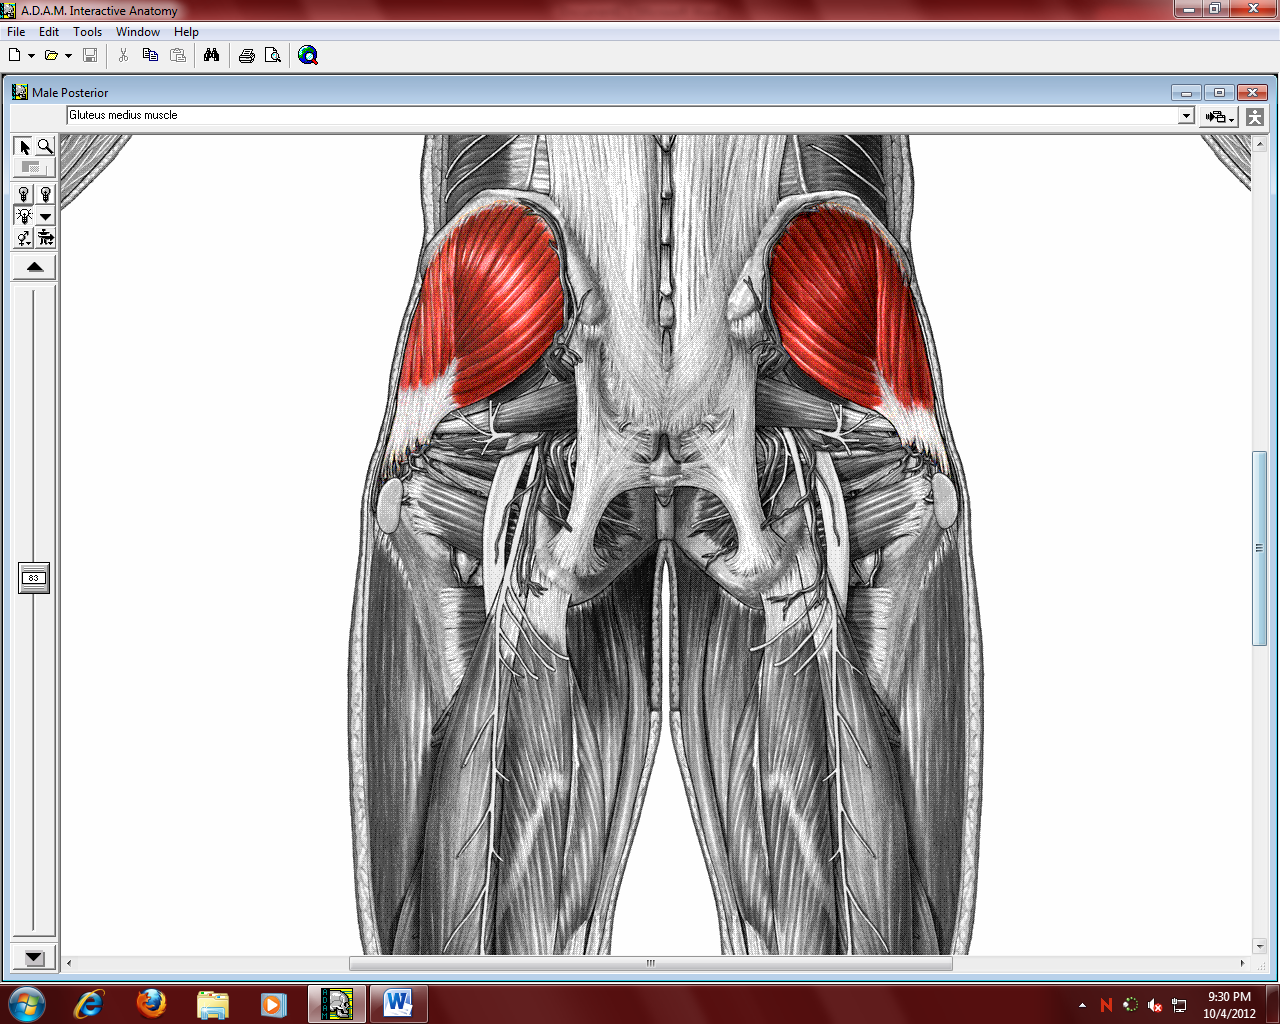 A.D.A.M. Interactive Anatomy
File Edit Tools Window Help
Male Posterior
Gluteus medius muscle
83
9:30 PM
10/4/2012